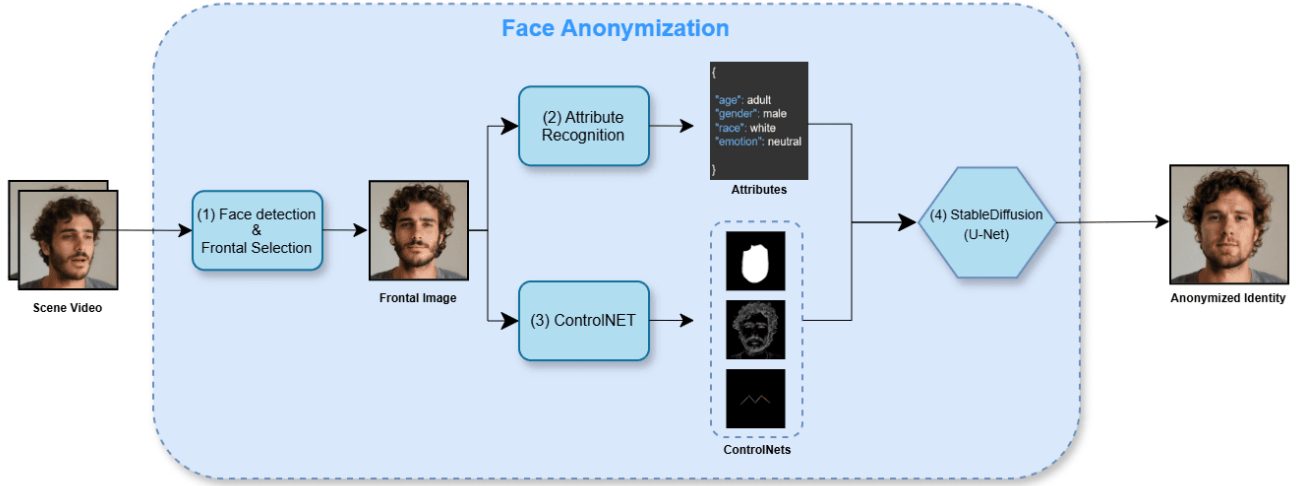 Face Anonymization
Scene Video
(1) Face detection
&
Frontal Selection
Frontal Image
(2) Attribute
Recognition
{
"age": adult
"gender": male
"race": white
"emotion": neutral
}
Attributes
(3) ControlNET
ControlNets
(4) StableDiffusion
(U-Net)
Anonymized Identity